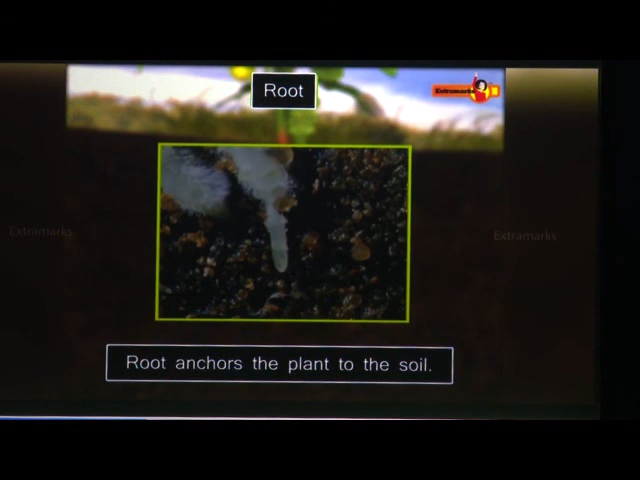 Root
Extramarks
Extramarks
Extramarks
Root anchors the plant to the soil.